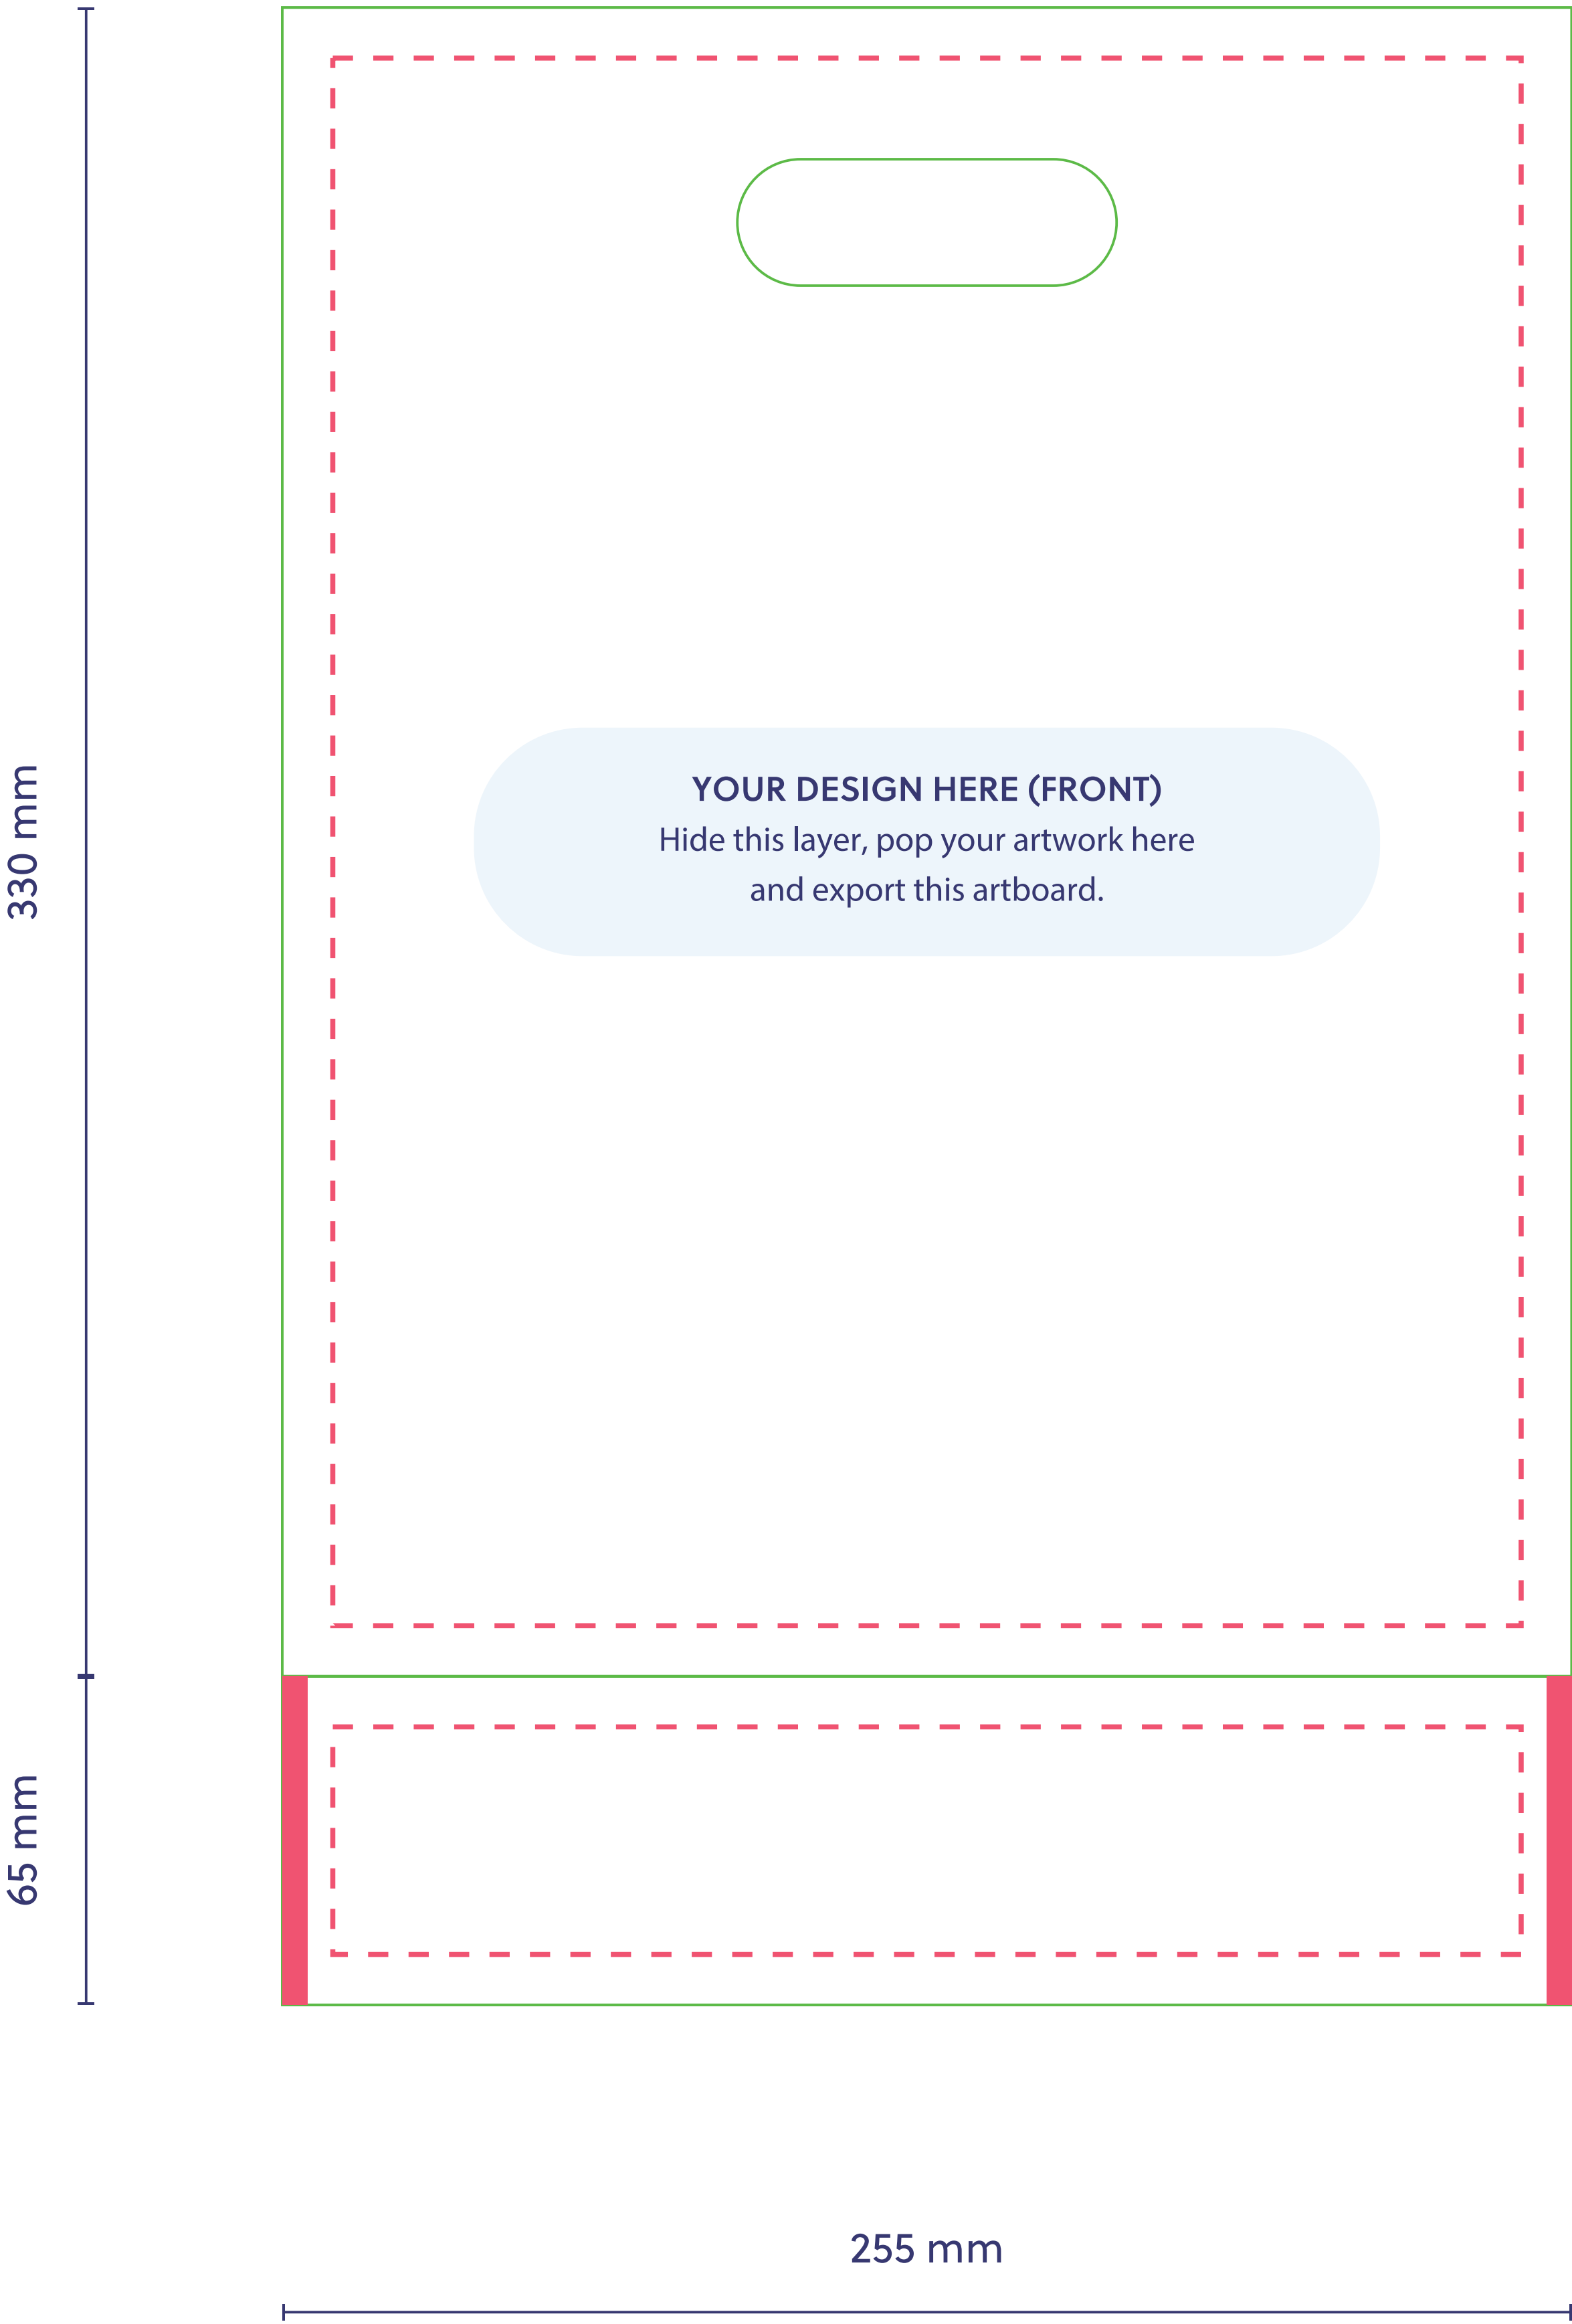 330 mm
YOUR DESIGN HERE (FRONT)
Hide this layer, pop your artwork here
and export this artboard.
65 mm
255 mm